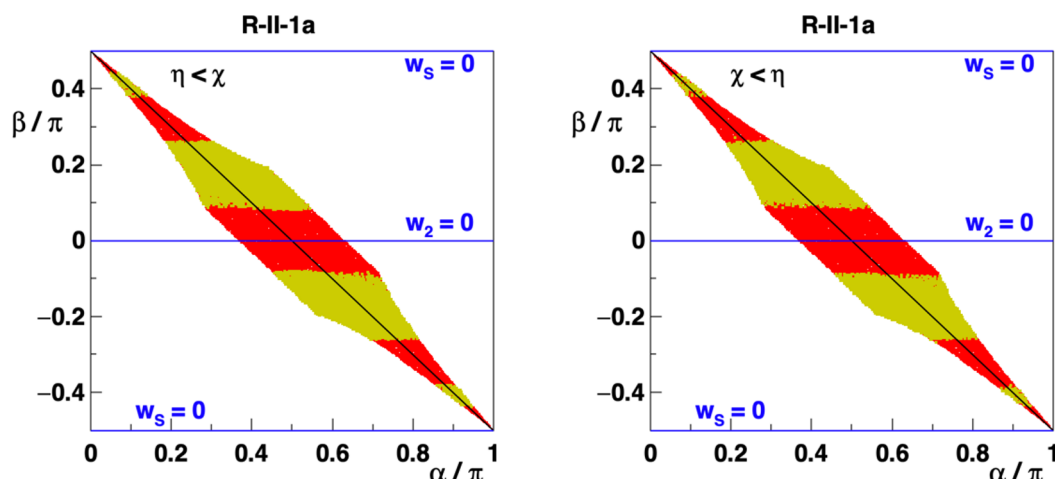 R-II-1a
η < χ
w_S = 0
β / π
0.4
0.2
0
−0.2
−0.4
w_2 = 0
w_S = 0
0 0.2 0.4 0.6 0.8 1
α / π
R-II-1a
χ < η
w_S = 0
β / π
0.4
0.2
0
−0.2
−0.4
w_2 = 0
w_S = 0
0 0.2 0.4 0.6 0.8 1
α / π